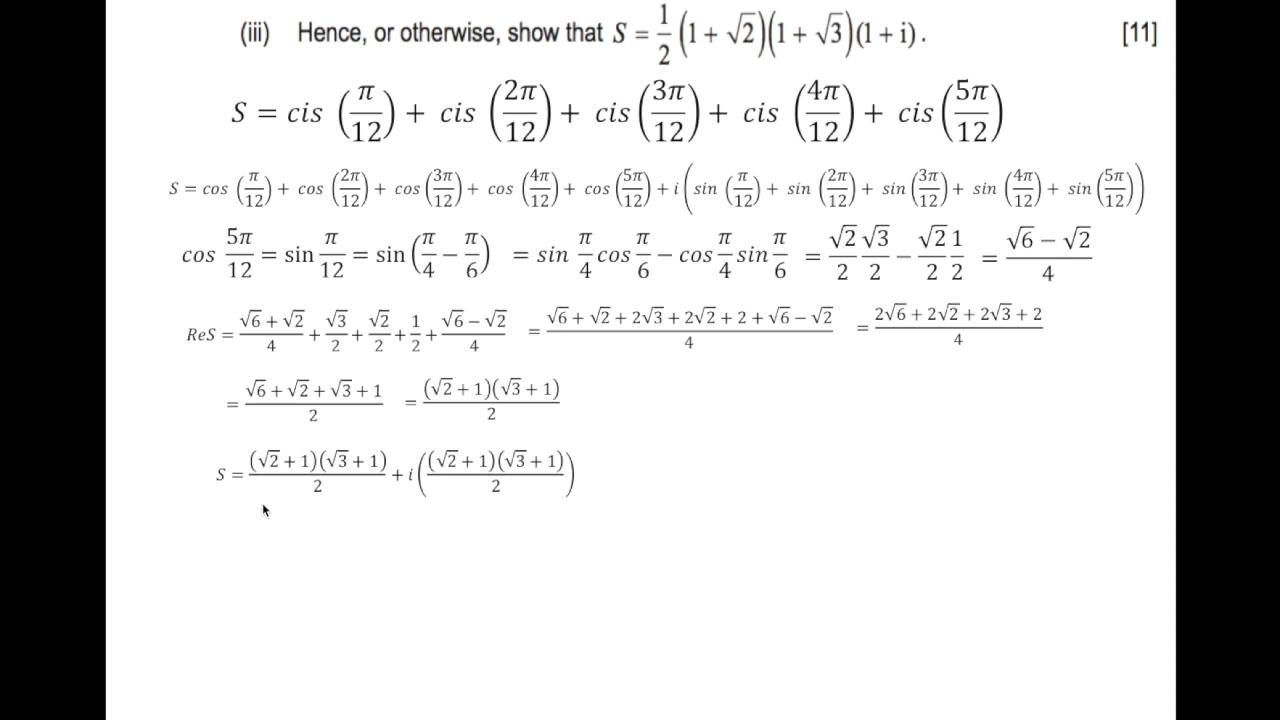 (iii) Hence, or otherwise, show that S = 1/2 (1 + √2)(1 + √3)(1 + i). [11]
S = cis (π/12) + cis (2π/12) + cis (3π/12) + cis (4π/12) + cis (5π/12)
S = cos (π/12) + cos (2π/12) + cos (3π/12) + cos (4π/12) + cos (5π/12) + i (sin (π/12) + sin (2π/12) + sin (3π/12) + sin (4π/12) + sin (5π/12))
cos 5π/12 = sin π/12 = sin (π/4 − π/6) = sin π/4 cos π/6 − cos π/4 sin π/6 = √2/2 √3/2 − √2/2 1/2 = (√6 − √2)/4
ReS = (√6 + √2)/4 + √3/2 + √2/2 + 1/2 + (√6 − √2)/4 = (√6 + √2 + 2√3 + 2√2 + 2 + √6 − √2)/4 = (2√6 + 2√2 + 2√3 + 2)/4
= (√6 + √2 + √3 + 1)/2 = (√2 + 1)(√3 + 1)/2
S = (√2 + 1)(√3 + 1)/2 + i ((√2 + 1)(√3 + 1)/2)